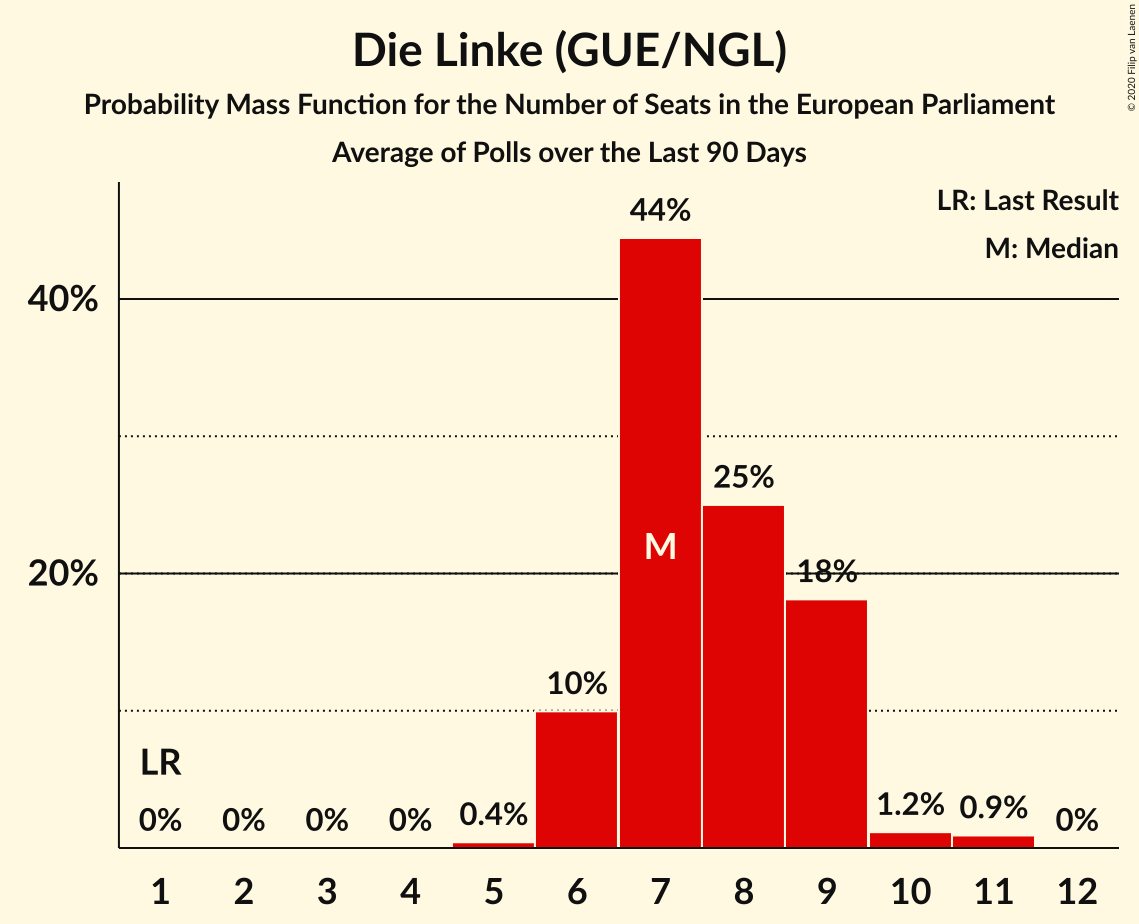 Die Linke (GUE/NGL)
Probability Mass Function for the Number of Seats in the European Parliament
Average of Polls over the Last 90 Days
© 2020 Filip van Laenen
LR: Last Result
M: Median
44%
40%
25%
M
20%
18%
10%
LR
0%
0%
0%
0%
0.4%
1.2%
0.9%
0%
1 2 3 4 5 6 7 8 9 10 11 12